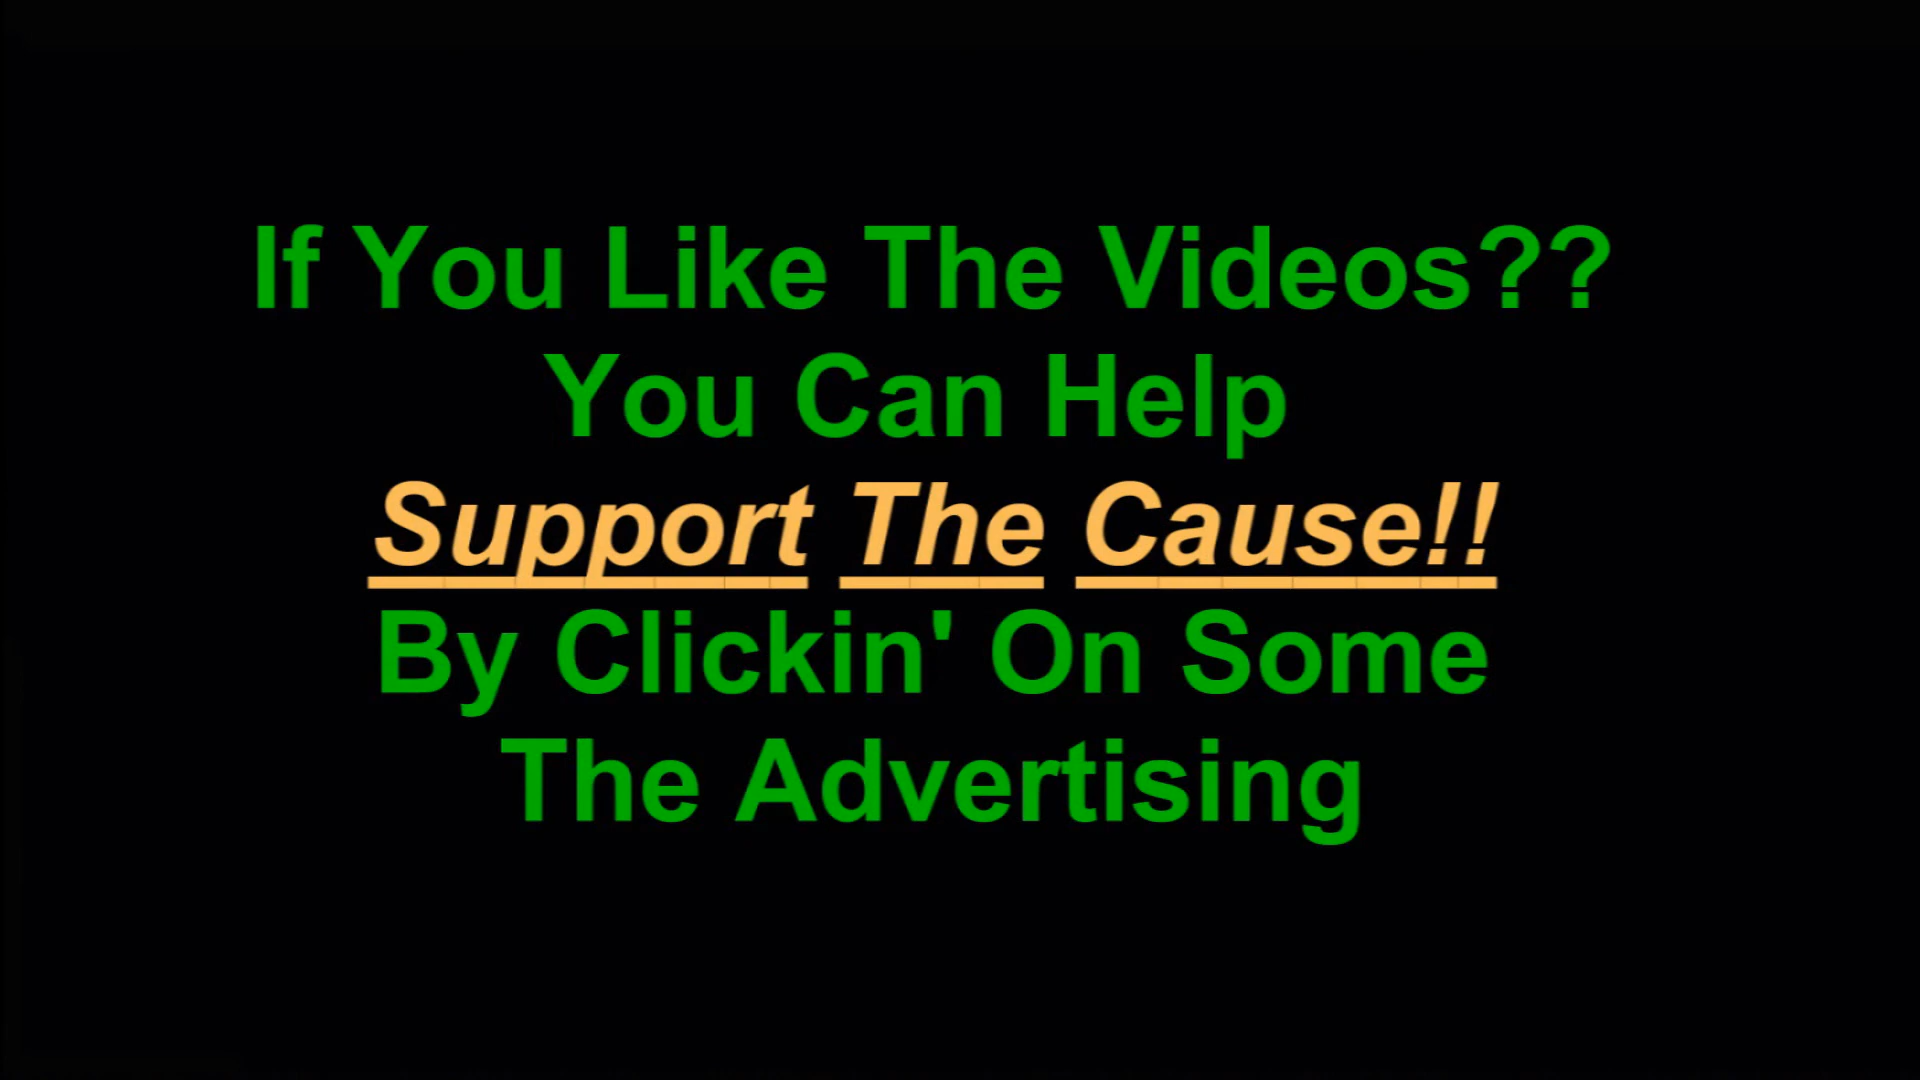 If You Like The Videos??
You Can Help
Support The Cause!!
By Clickin' On Some
The Advertising